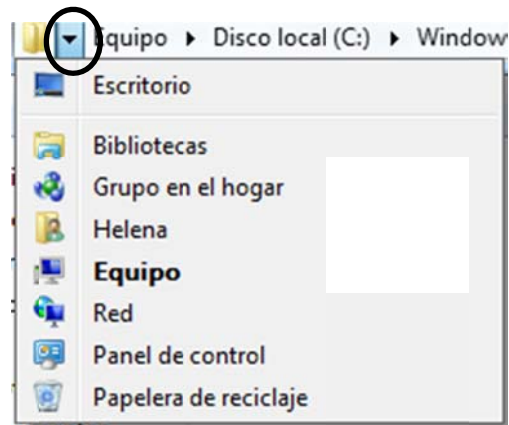 Equipo ▸ Disco local (C:) ▸ Window
Escritorio
Bibliotecas
Grupo en el hogar
Helena
Equipo
Red
Panel de control
Papelera de reciclaje